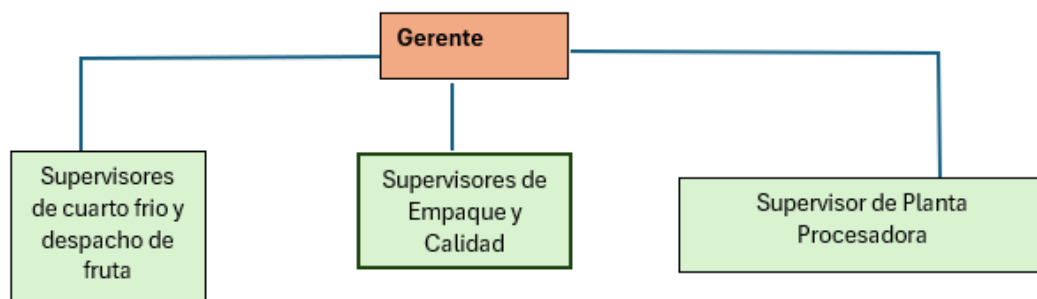 Gerente
Supervisores
de cuarto frio y
despacho de
fruta
Supervisores de
Empaque y
Calidad
Supervisor de Planta
Procesadora